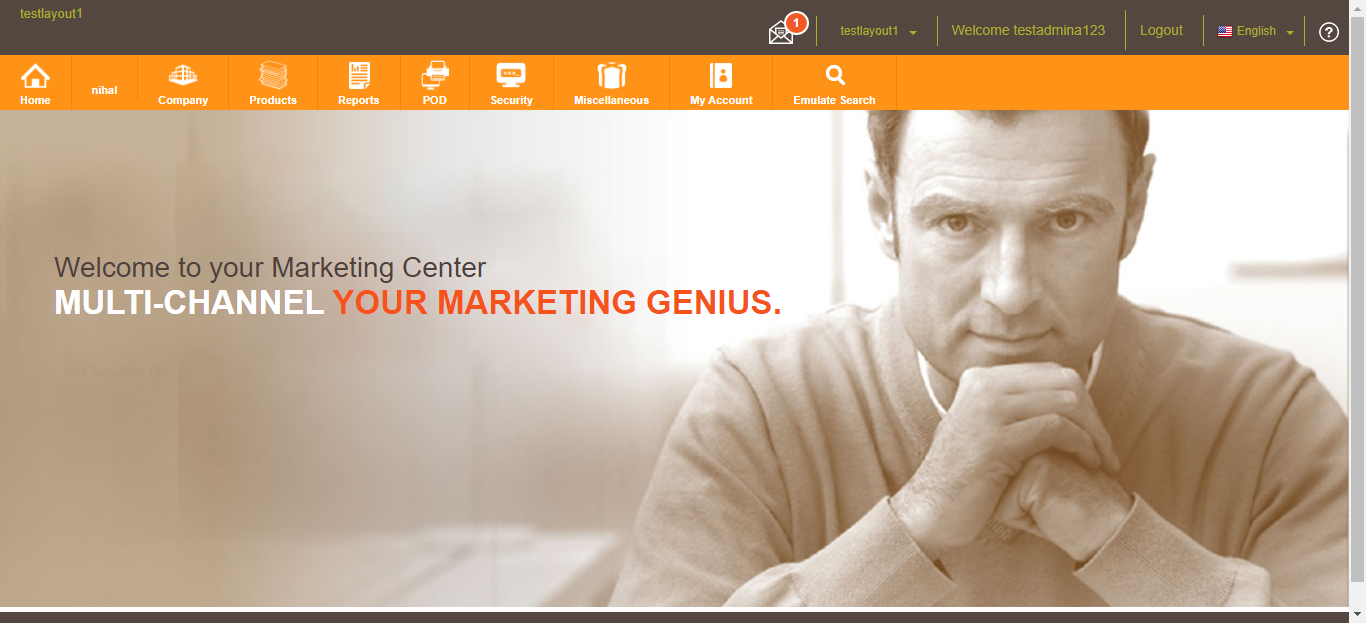 testlayout1
1
testlayout1
Welcome testadmina123
Logout
English
?
Home
nihal
Company
Products
Reports
POD
Security
Miscellaneous
My Account
Emulate Search
Welcome to your Marketing Center
MULTI-CHANNEL YOUR MARKETING GENIUS.